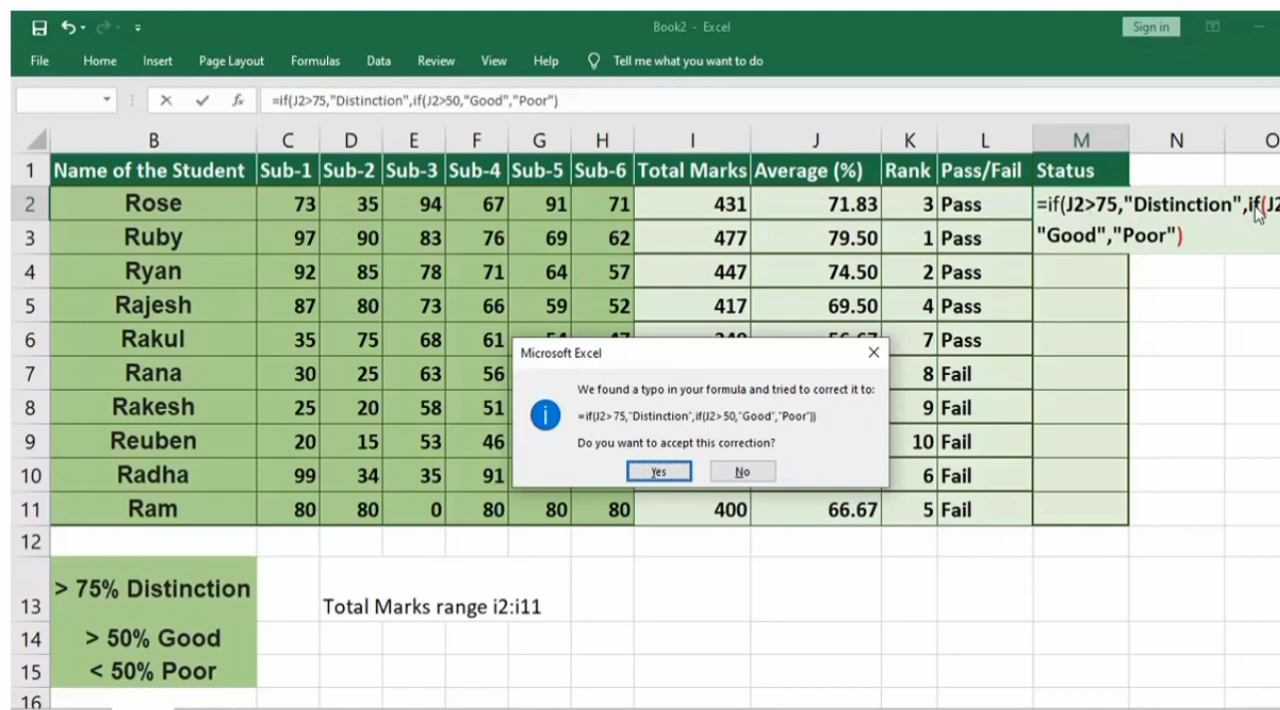 Book2 - Excel
Sign in
File Home Insert Page Layout Formulas Data Review View Help Tell me what you want to do
fx =if(J2>75,"Distinction",if(J2>50,"Good","Poor")
B C D E F G H I J K L M N O
1 Name of the Student Sub-1 Sub-2 Sub-3 Sub-4 Sub-5 Sub-6 Total Marks Average (%) Rank Pass/Fail Status
2 Rose 73 35 94 67 91 71 431 71.83 3 Pass =if(J2>75,"Distinction",if(J2
"Good","Poor")
3 Ruby 97 90 83 76 69 62 477 79.50 1 Pass
4 Ryan 92 85 78 71 64 57 447 74.50 2 Pass
5 Rajesh 87 80 73 66 59 52 417 69.50 4 Pass
6 Rakul 35 75 68 61 7 Pass
7 Rana 30 25 63 56 8 Fail
8 Rakesh 25 20 58 51 9 Fail
9 Reuben 20 15 53 46 10 Fail
10 Radha 99 34 35 91 6 Fail
11 Ram 80 80 0 80 80 80 400 66.67 5 Fail
12
13 > 75% Distinction Total Marks range i2:i11
14 > 50% Good
15 < 50% Poor
16
Microsoft Excel
We found a typo in your formula and tried to correct it to:
=if(J2>75,"Distinction",if(J2>50,"Good","Poor"))
Do you want to accept this correction?
Yes No